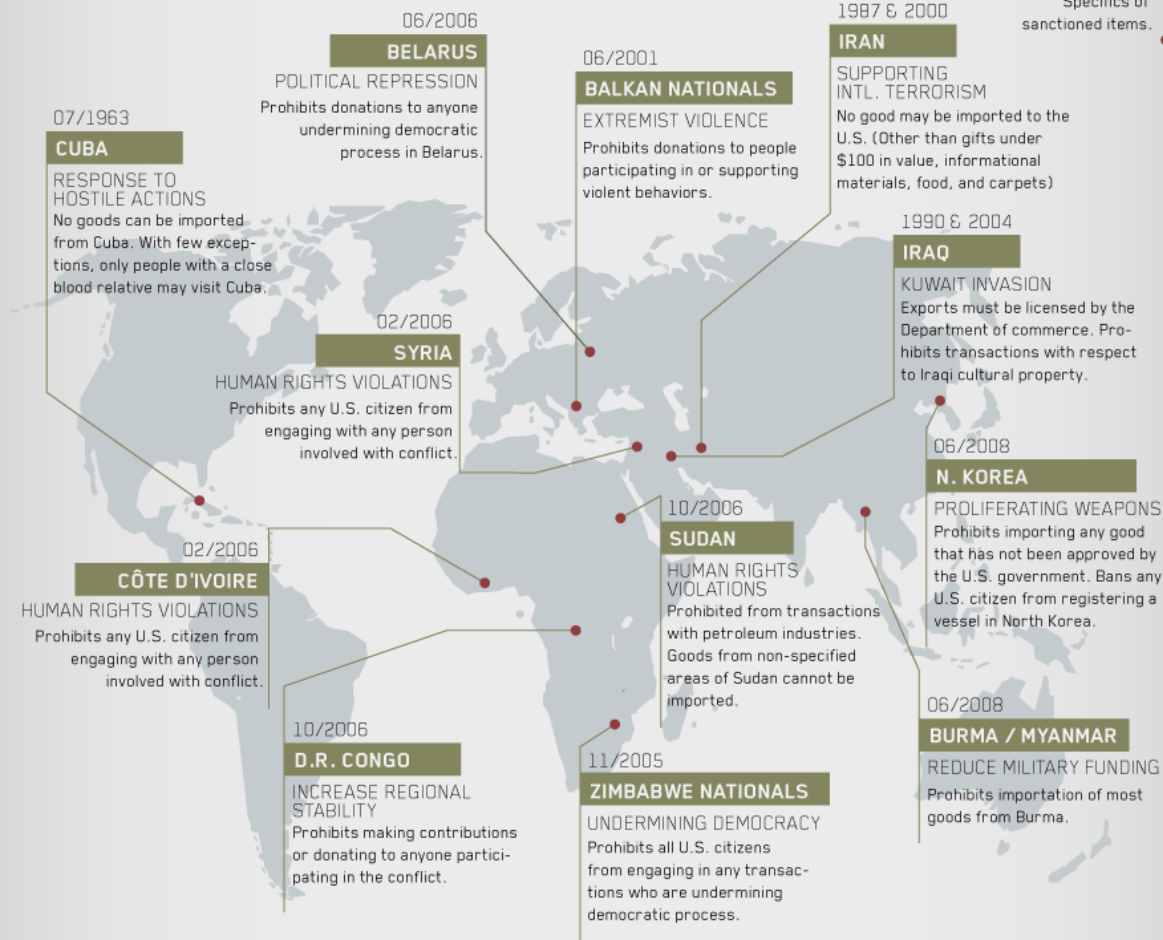 Specifics of
sanctioned items.
06/2006
BELARUS
POLITICAL REPRESSION
Prohibits donations to anyone
undermining democratic
process in Belarus.
06/2001
BALKAN NATIONALS
EXTREMIST VIOLENCE
Prohibits donations to people
participating in or supporting
violent behaviors.
1987 & 2000
IRAN
SUPPORTING
INTL. TERRORISM
No good may be imported to the
U.S. (Other than gifts under
$100 in value, informational
materials, food, and carpets)
07/1963
CUBA
RESPONSE TO
HOSTILE ACTIONS
No goods can be imported
from Cuba. With few excep-
tions, only people with a close
blood relative may visit Cuba.
1990 & 2004
IRAQ
KUWAIT INVASION
Exports must be licensed by the
Department of commerce. Pro-
hibits transactions with respect
to Iraqi cultural property.
02/2006
SYRIA
HUMAN RIGHTS VIOLATIONS
Prohibits any U.S. citizen from
engaging with any person
involved with conflict.
06/2008
N. KOREA
PROLIFERATING WEAPONS
Prohibits importing any good
that has not been approved by
the U.S. government. Bans any
U.S. citizen from registering a
vessel in North Korea.
10/2006
SUDAN
HUMAN RIGHTS
VIOLATIONS
Prohibited from transactions
with petroleum industries.
Goods from non-specified
areas of Sudan cannot be
imported.
02/2006
CÔTE D'IVOIRE
HUMAN RIGHTS VIOLATIONS
Prohibits any U.S. citizen from
engaging with any person
involved with conflict.
10/2006
D.R. CONGO
INCREASE REGIONAL
STABILITY
Prohibits making contributions
or donating to anyone partici-
pating in the conflict.
11/2005
ZIMBABWE NATIONALS
UNDERMINING DEMOCRACY
Prohibits all U.S. citizens
from engaging in any transac-
tions who are undermining
democratic process.
06/2008
BURMA / MYANMAR
REDUCE MILITARY FUNDING
Prohibits importation of most
goods from Burma.